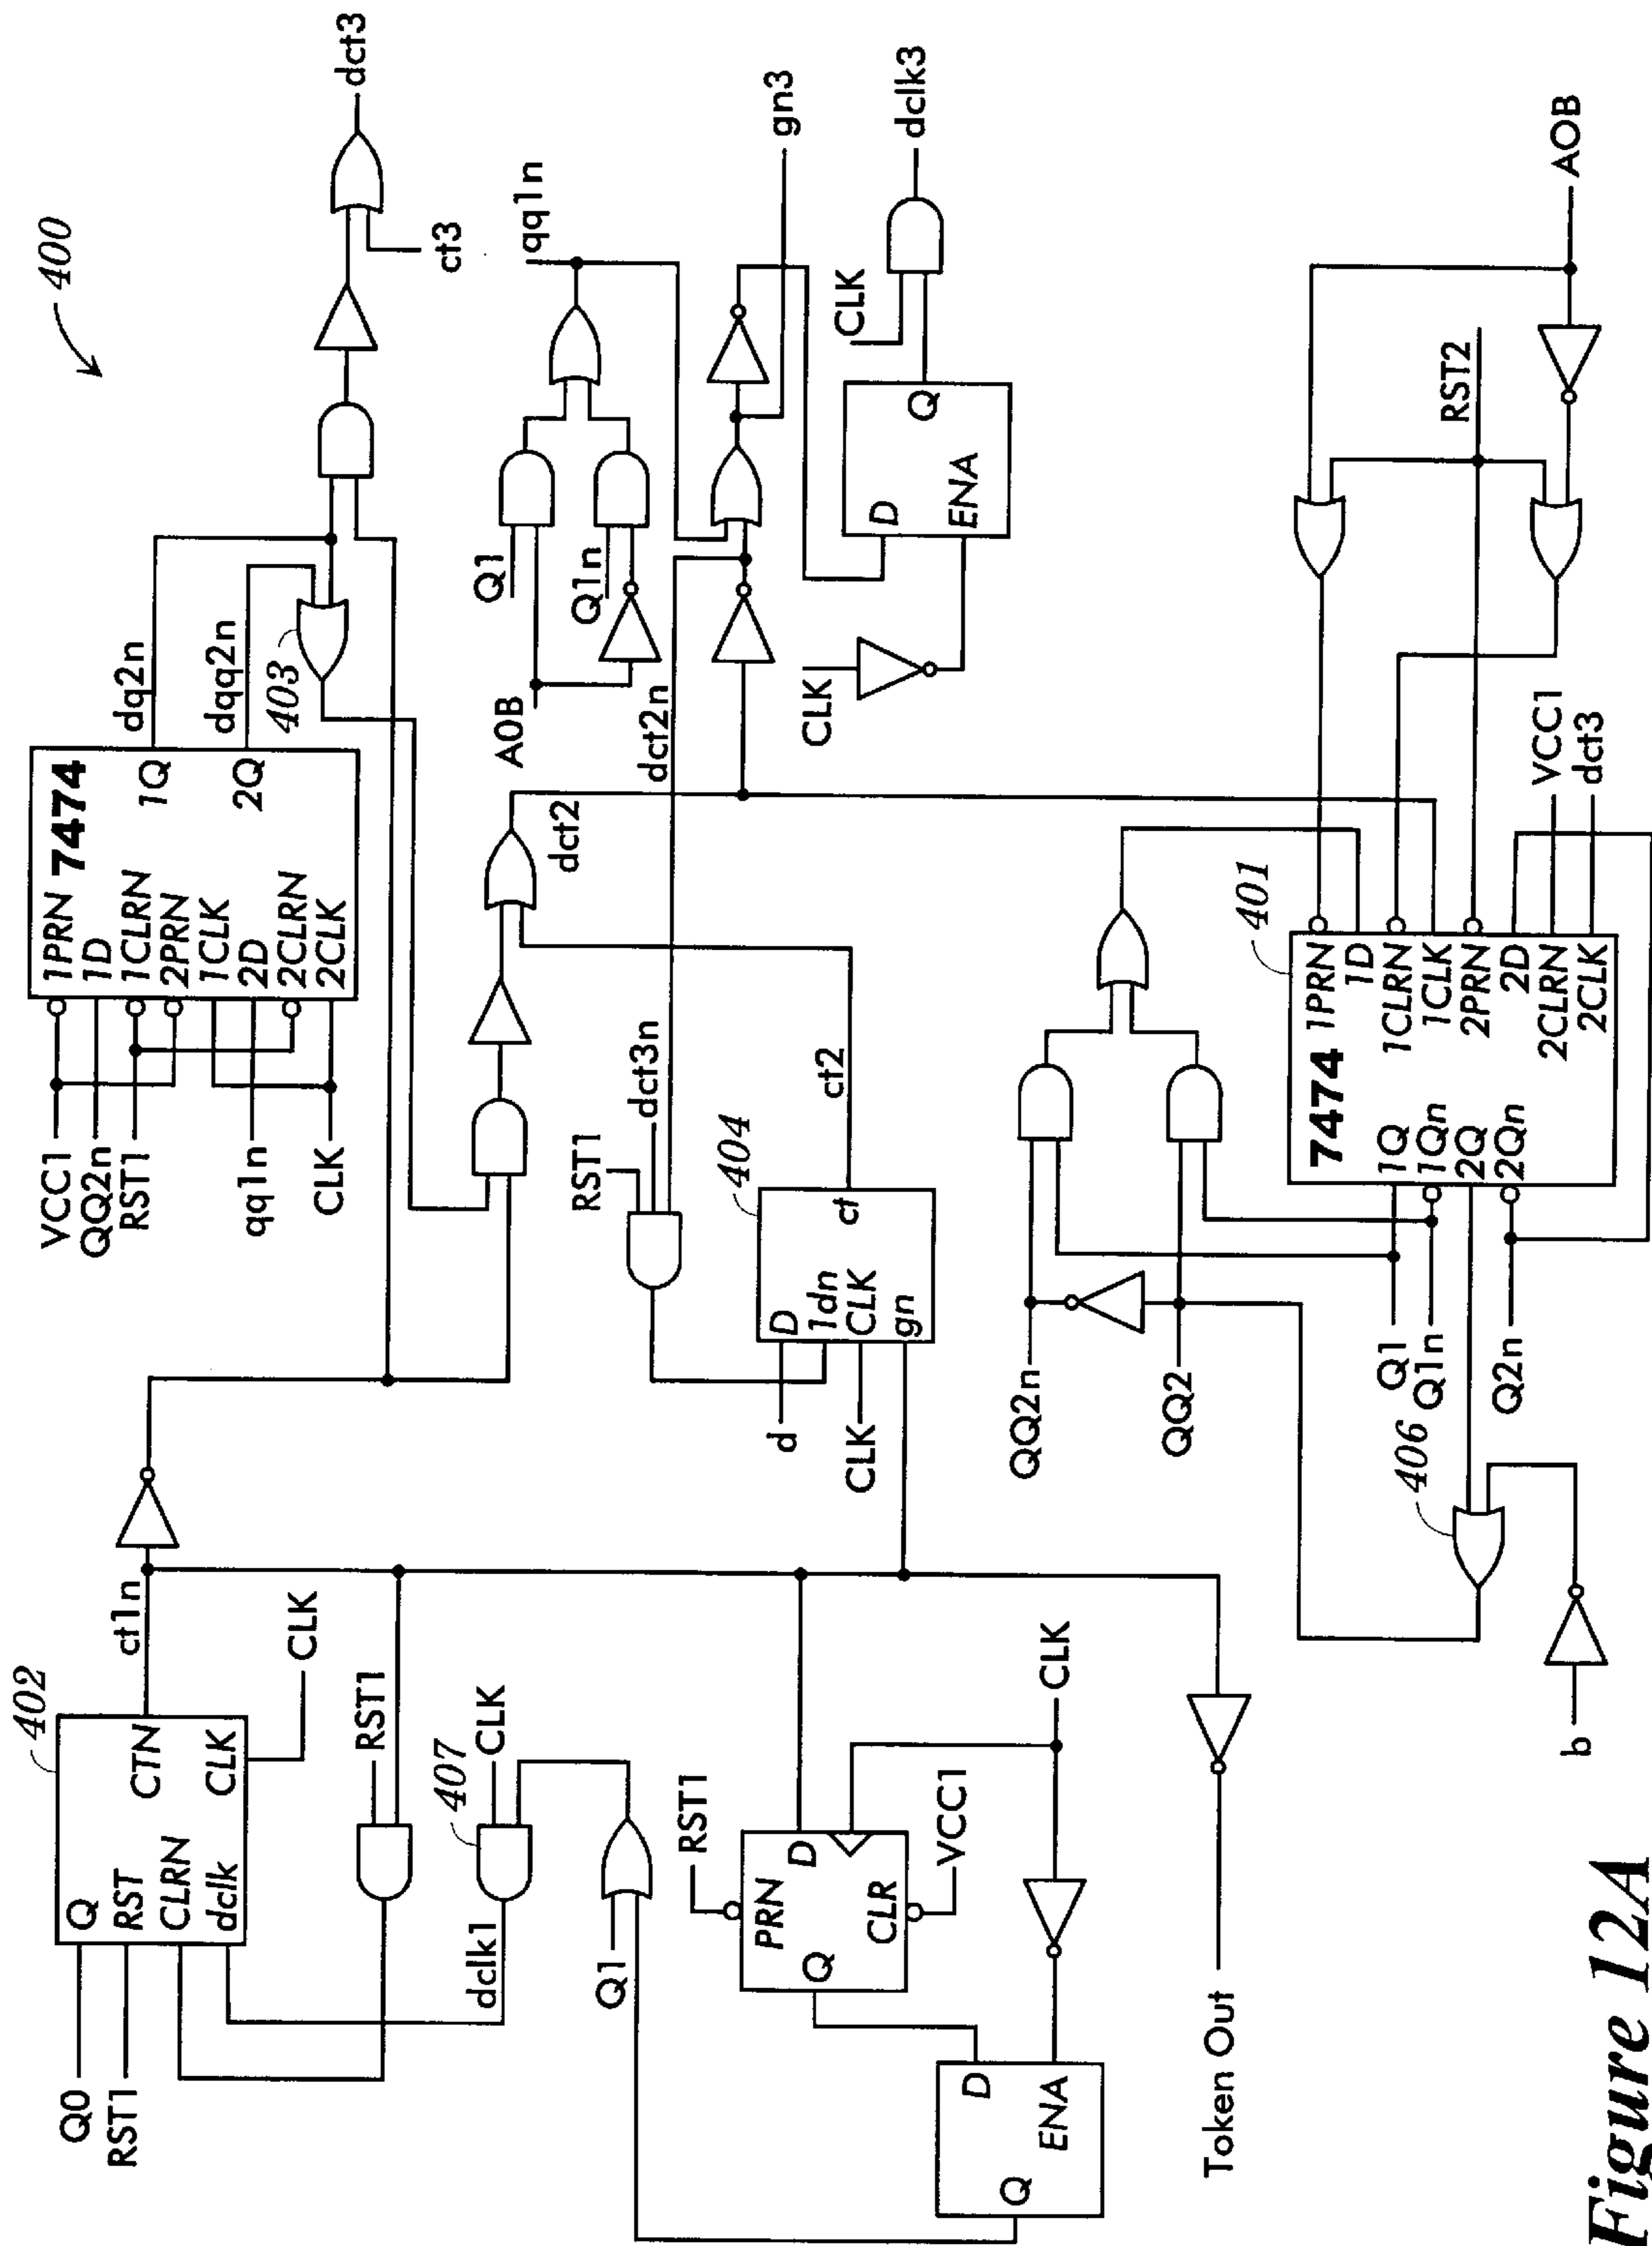 400
VCC1
QQ2n
RST1
qq1n
CLK
1PRN
1D
1CLRN
2PRN
1CLK
2D
2CLRN
2CLK
7474
1Q
2Q
dq2n
dqq2n
403
dct3
ct3
402
Q
RST
CLRN
dclk
CTN
CLK
Q0
RST1
ct1n
CLK
RST1
407
CLK
dclk1
Q1
RST1
PRN
D
Q
CLR
VCC1
CLK
D
ENA
Q
Token Out
dct2
Q1
Q1n
AOB
qq1n
dct2n
gn3
CLK
CLK
D
ENA
Q
dclk3
RST1
dct3n
404
D
1dn
CLK
gn
ct
ct2
d
CLK
QQ2n
QQ2
401
7474
1Q
1Qn
2Q
2Qn
1PRN
1D
1CLRN
1CLK
2PRN
2D
2CLRN
2CLK
Q1
Q1n
Q2n
406
b
RST2
AOB
VCC1
dct3
Figure 12A